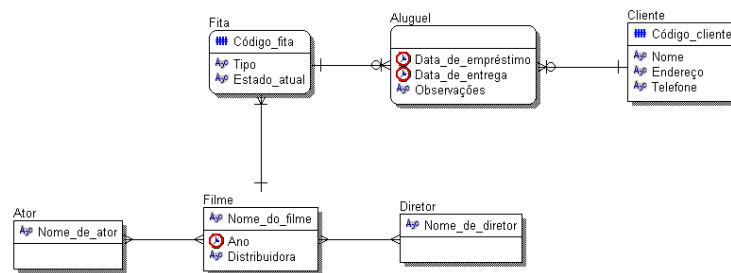 Fita
Código_fita
Tipo
Estado_atual
Aluguel
Data_de_empréstimo
Data_de_entrega
Observações
Cliente
Código_cliente
Nome
Endereço
Telefone
Ator
Nome_de_ator
Filme
Nome_do_filme
Ano
Distribuidora
Diretor
Nome_de_diretor